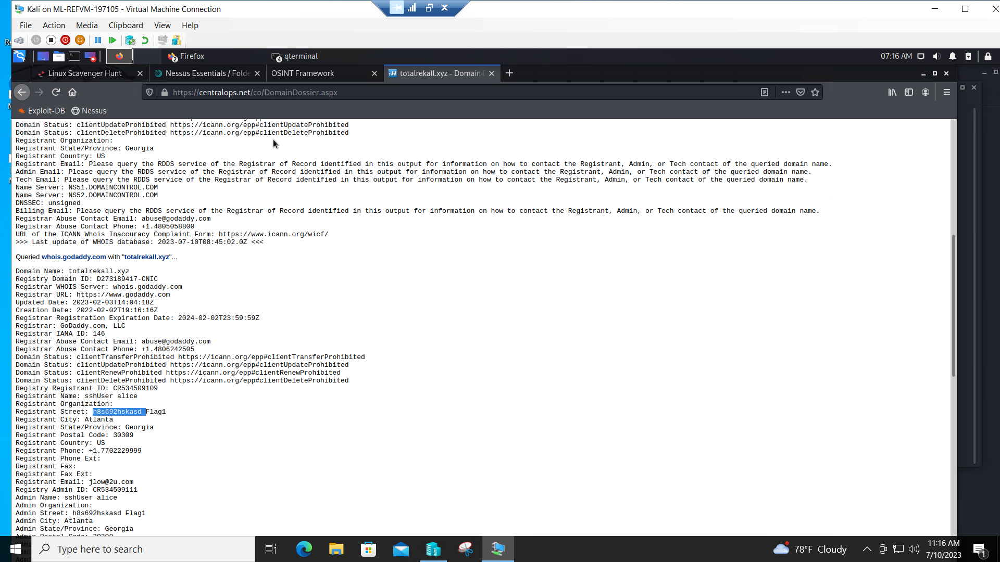 Kali on ML-REFVM-197105 - Virtual Machine Connection
File Action Media Clipboard View Help
Firefox
qterminal
07:16 AM
Linux Scavenger Hunt
Nessus Essentials / Folde
OSINT Framework
totalrekall.xyz - Domain D
https://centralops.net/co/DomainDossier.aspx
Exploit-DB
Nessus
Domain Status: clientUpdateProhibited https://icann.org/epp#clientUpdateProhibited
Domain Status: clientDeleteProhibited https://icann.org/epp#clientDeleteProhibited
Registrant Organization:
Registrant State/Province: Georgia
Registrant Country: US
Registrant Email: Please query the RDDS service of the Registrar of Record identified in this output for information on how to contact the Registrant, Admin, or Tech contact of the queried domain name.
Admin Email: Please query the RDDS service of the Registrar of Record identified in this output for information on how to contact the Registrant, Admin, or Tech contact of the queried domain name.
Tech Email: Please query the RDDS service of the Registrar of Record identified in this output for information on how to contact the Registrant, Admin, or Tech contact of the queried domain name.
Name Server: NS51.DOMAINCONTROL.COM
Name Server: NS52.DOMAINCONTROL.COM
DNSSEC: unsigned
Billing Email: Please query the RDDS service of the Registrar of Record identified in this output for information on how to contact the Registrant, Admin, or Tech contact of the queried domain name.
Registrar Abuse Contact Email: abuse@godaddy.com
Registrar Abuse Contact Phone: +1.4805058800
URL of the ICANN Whois Inaccuracy Complaint Form: https://www.icann.org/wicf/
>>> Last update of WHOIS database: 2023-07-10T08:45:02.0Z <<<
Queried whois.godaddy.com with "totalrekall.xyz"...
Domain Name: totalrekall.xyz
Registry Domain ID: D273189417-CNIC
Registrar WHOIS Server: whois.godaddy.com
Registrar URL: https://www.godaddy.com
Updated Date: 2023-02-03T14:04:18Z
Creation Date: 2022-02-02T19:16:16Z
Registrar Registration Expiration Date: 2024-02-02T23:59:59Z
Registrar: GoDaddy.com, LLC
Registrar IANA ID: 146
Registrar Abuse Contact Email: abuse@godaddy.com
Registrar Abuse Contact Phone: +1.4806242505
Domain Status: clientTransferProhibited https://icann.org/epp#clientTransferProhibited
Domain Status: clientUpdateProhibited https://icann.org/epp#clientUpdateProhibited
Domain Status: clientRenewProhibited https://icann.org/epp#clientRenewProhibited
Domain Status: clientDeleteProhibited https://icann.org/epp#clientDeleteProhibited
Registry Registrant ID: CR534509109
Registrant Name: sshUser alice
Registrant Organization:
Registrant Street: h8s692hskasd Flag1
Registrant City: Atlanta
Registrant State/Province: Georgia
Registrant Postal Code: 30309
Registrant Country: US
Registrant Phone: +1.7702229999
Registrant Phone Ext:
Registrant Fax:
Registrant Fax Ext:
Registrant Email: jlow@2u.com
Registry Admin ID: CR534509111
Admin Name: sshUser alice
Admin Organization:
Admin Street: h8s692hskasd Flag1
Admin City: Atlanta
Admin State/Province: Georgia
Admin Postal Code: 30309
Type here to search
78°F Cloudy
11:16 AM
7/10/2023
1